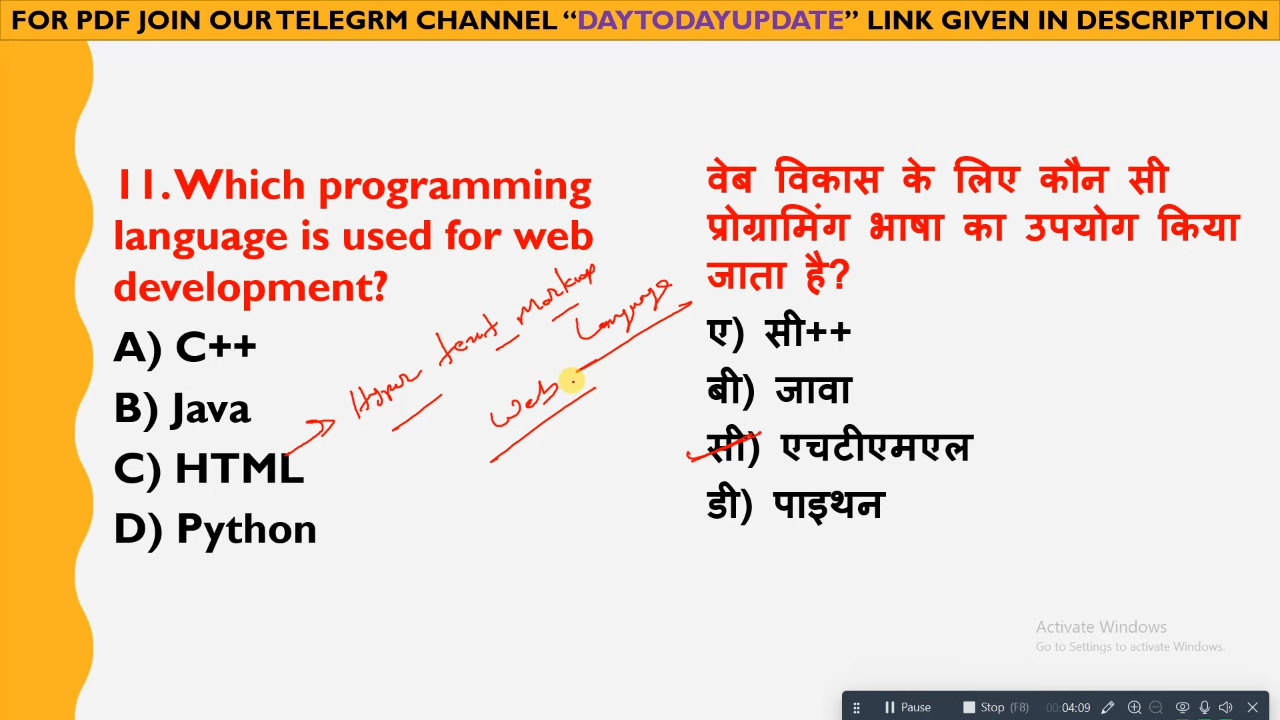 FOR PDF JOIN OUR TELEGRM CHANNEL “DAYTODAYUPDATE” LINK GIVEN IN DESCRIPTION
11. Which programming
language is used for web
development?
A) C++
B) Java
C) HTML
D) Python
Hyper text Markup
Language
Web
वेब विकास के लिए कौन सी
प्रोग्रामिंग भाषा का उपयोग किया
जाता है?
ए) सी++
बी) जावा
सी) एचटीएमएल
डी) पाइथन
Activate Windows
Go to Settings to activate Windows.
Pause
Stop (F8)
00:04:09